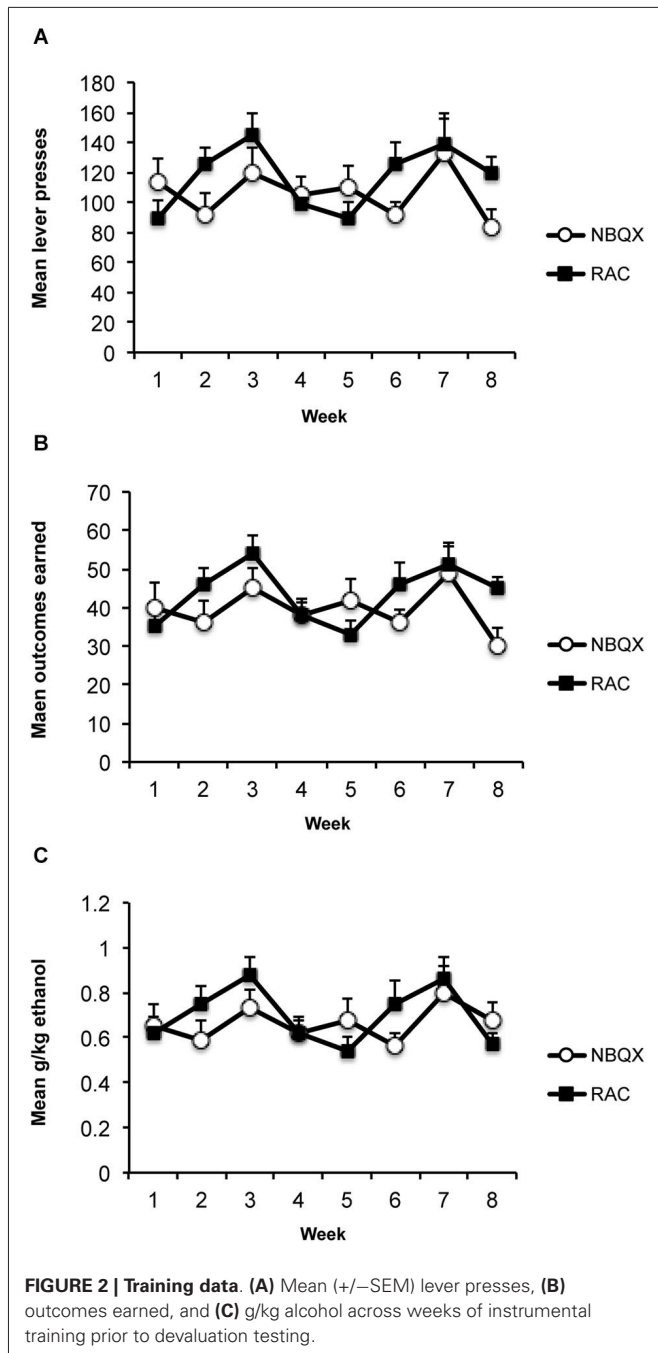 A
180
160
140
120
100
80
60
40
20
0
Mean lever presses
1 2 3 4 5 6 7 8
Week
NBQX
RAC
B
70
60
50
40
30
20
10
0
Maen outcomes earned
1 2 3 4 5 6 7 8
Week
NBQX
RAC
C
1.2
1
0.8
0.6
0.4
0.2
0
Mean g/kg ethanol
1 2 3 4 5 6 7 8
Week
NBQX
RAC
FIGURE 2 | Training data. (A) Mean (+/−SEM) lever presses, (B)
outcomes earned, and (C) g/kg alcohol across weeks of instrumental
training prior to devaluation testing.